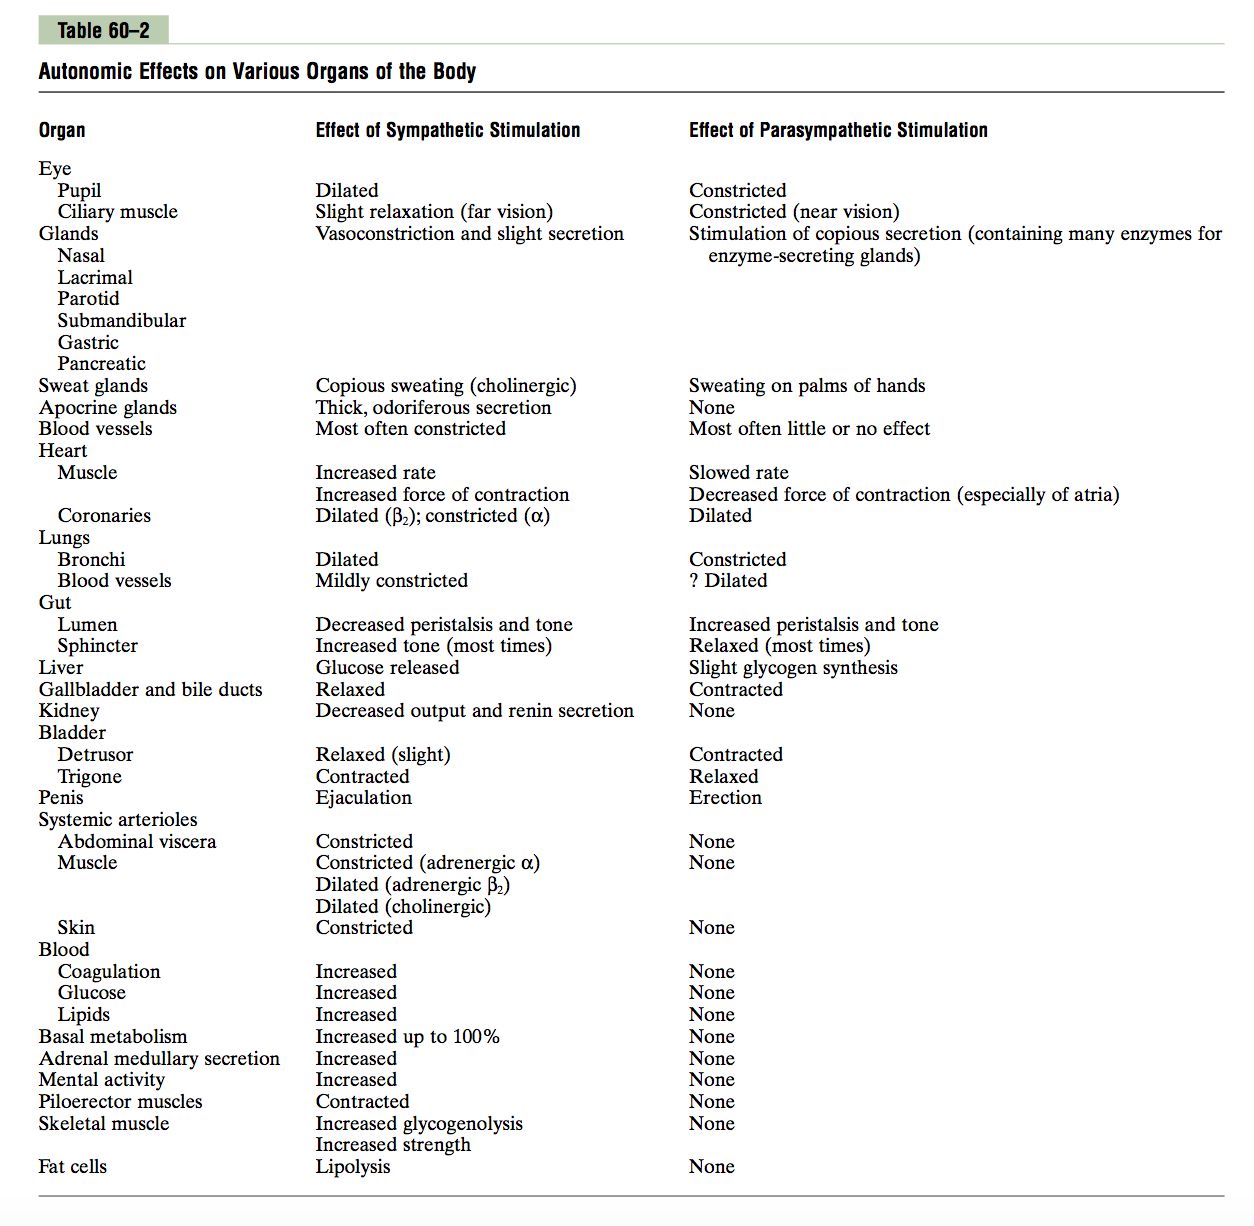 Table 60–2
Autonomic Effects on Various Organs of the Body
Organ Effect of Sympathetic Stimulation Effect of Parasympathetic Stimulation
Eye
Pupil Dilated Constricted
Ciliary muscle Slight relaxation (far vision) Constricted (near vision)
Glands Vasoconstriction and slight secretion Stimulation of copious secretion (containing many enzymes for
Nasal enzyme-secreting glands)
Lacrimal
Parotid
Submandibular
Gastric
Pancreatic
Sweat glands Copious sweating (cholinergic) Sweating on palms of hands
Apocrine glands Thick, odoriferous secretion None
Blood vessels Most often constricted Most often little or no effect
Heart
Muscle Increased rate Slowed rate
Increased force of contraction Decreased force of contraction (especially of atria)
Coronaries Dilated (β₂); constricted (α) Dilated
Lungs
Bronchi Dilated Constricted
Blood vessels Mildly constricted ? Dilated
Gut
Lumen Decreased peristalsis and tone Increased peristalsis and tone
Sphincter Increased tone (most times) Relaxed (most times)
Liver Glucose released Slight glycogen synthesis
Gallbladder and bile ducts Relaxed Contracted
Kidney Decreased output and renin secretion None
Bladder
Detrusor Relaxed (slight) Contracted
Trigone Contracted Relaxed
Penis Ejaculation Erection
Systemic arterioles
Abdominal viscera Constricted None
Muscle Constricted (adrenergic α) None
Dilated (adrenergic β₂)
Dilated (cholinergic)
Skin Constricted None
Blood
Coagulation Increased None
Glucose Increased None
Lipids Increased None
Basal metabolism Increased up to 100% None
Adrenal medullary secretion Increased None
Mental activity Increased None
Piloerector muscles Contracted None
Skeletal muscle Increased glycogenolysis None
Increased strength
Fat cells Lipolysis None